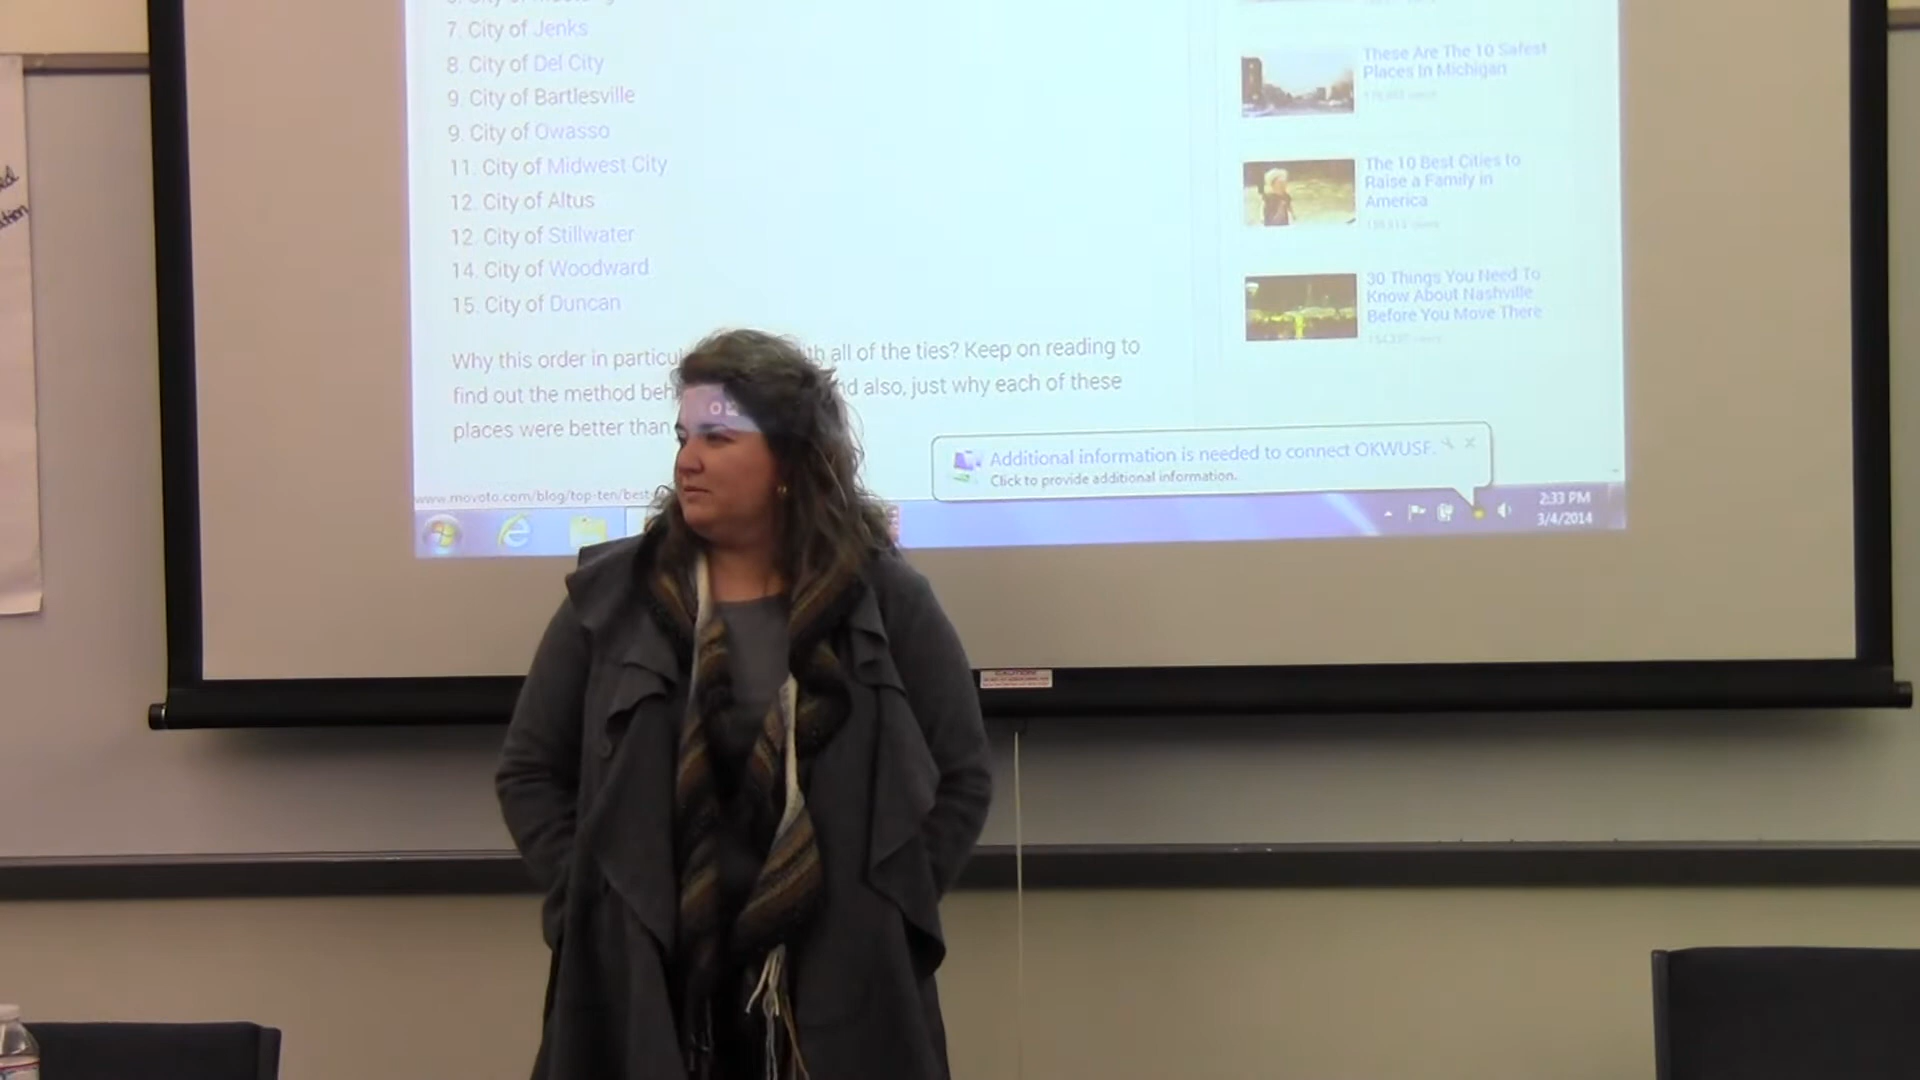 City of
7. City of Jenks
8. City of Del City
9. City of Bartlesville
9. City of Owasso
11. City of Midwest City
12. City of Altus
12. City of Stillwater
14. City of Woodward
15. City of Duncan
Why this order in all of the ties? Keep on reading to
find out the method also, just why each of these
places were better than
www.movoto.com/blog/top-ten/best
These Are The 10 Safest
Places In Michigan
The 10 Best Cities to
Raise a Family in
America
30 Things You Need To
Know About Nashville
Before You Move There
Additional information is needed to connect OKWUSF.
Click to provide additional information.
2:33 PM
3/4/2014
CAUTION!